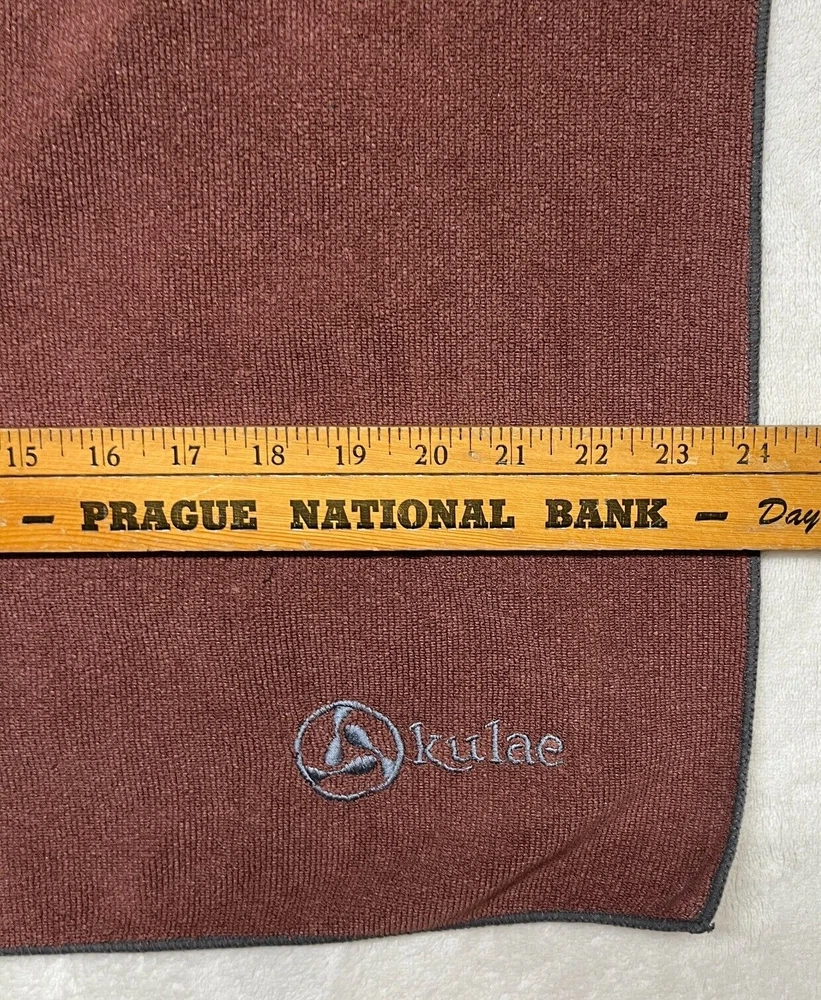 15 16 17 18 19 20 21 22 23 24
— PRAGUE NATIONAL BANK — Day
kulae